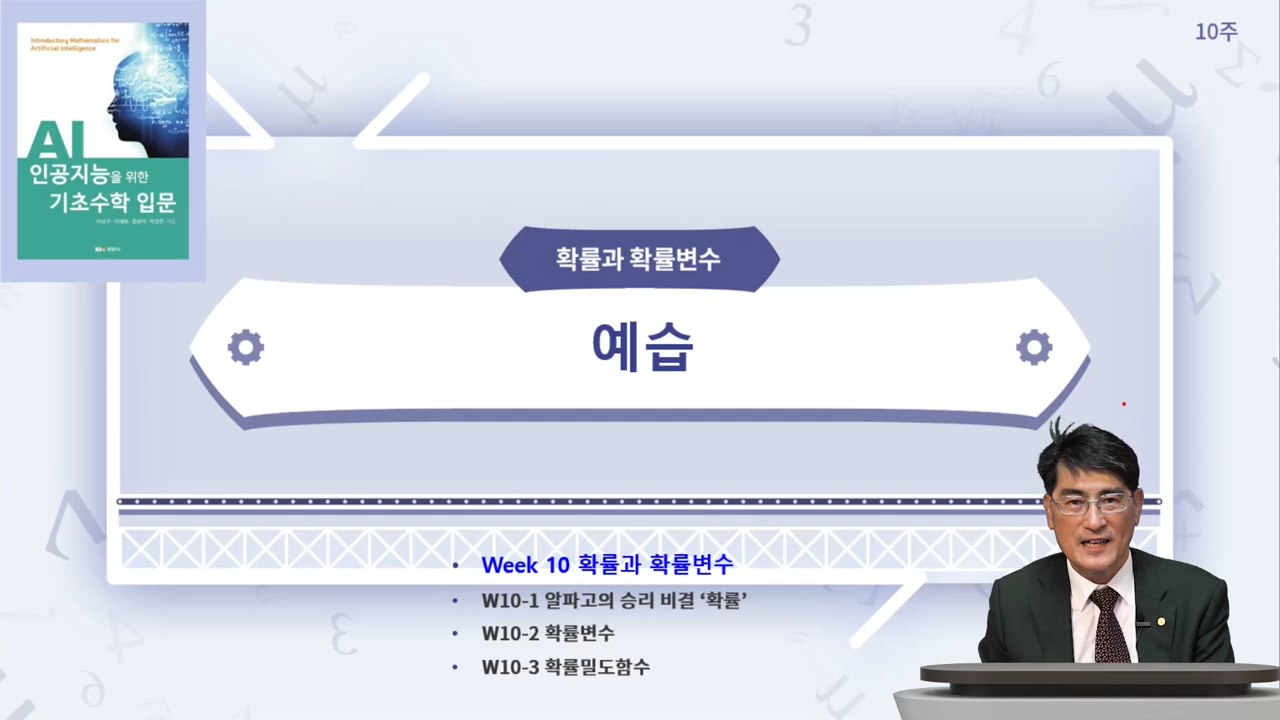 Introductory Mathematics for
Artificial Intelligence
AI
인공지능을 위한
기초수학 입문
10주
확률과 확률변수
예습
• Week 10 확률과 확률변수
• W10-1 알파고의 승리 비결 ‘확률’
• W10-2 확률변수
• W10-3 확률밀도함수